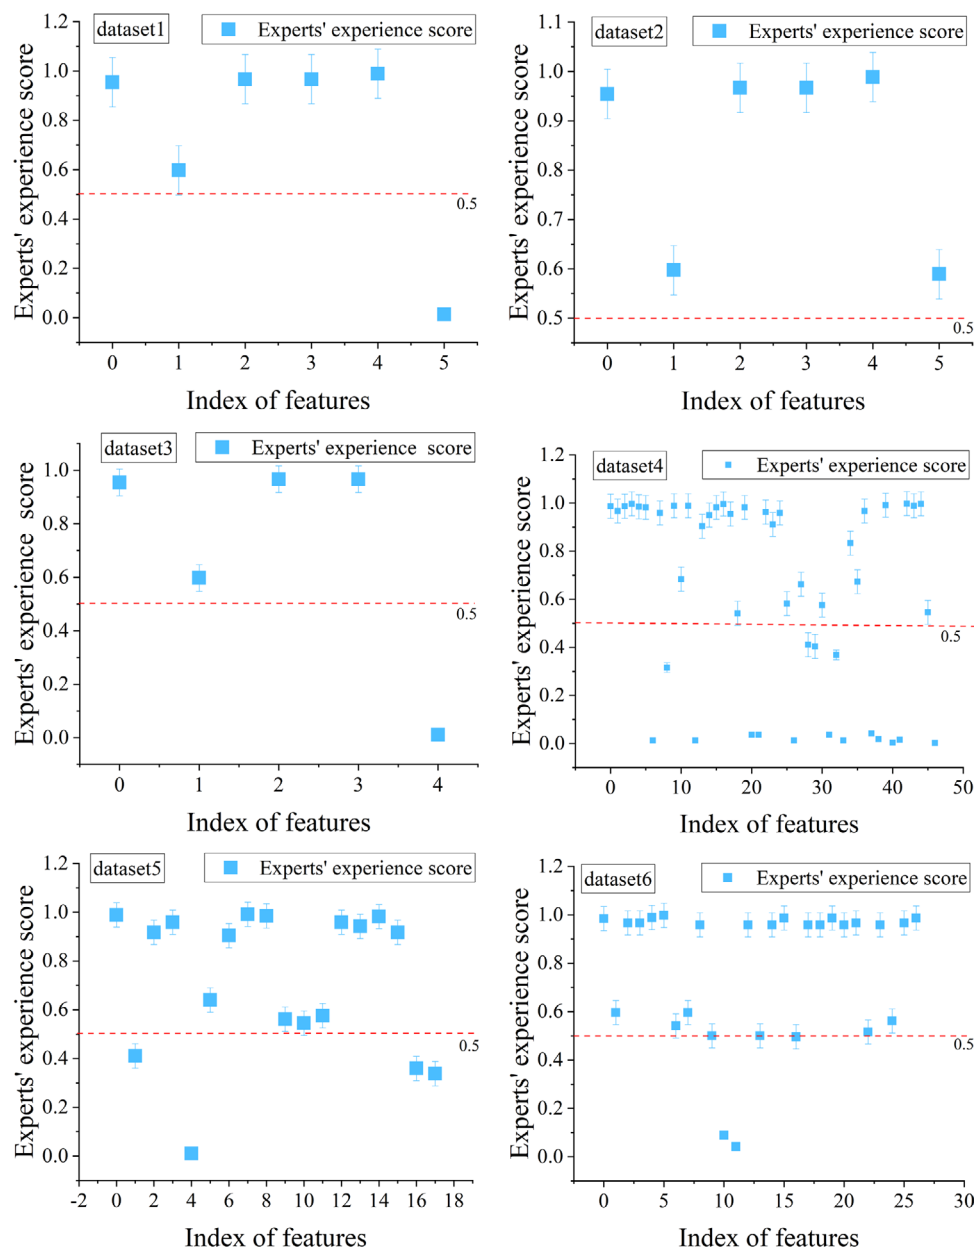 dataset1
Experts' experience score
Experts' experience score
1.2
1.0
0.8
0.6
0.4
0.2
0.0
0.5
0 1 2 3 4 5
Index of features
dataset2
Experts' experience score
Experts' experience score
1.1
1.0
0.9
0.8
0.7
0.6
0.5
0.5
0 1 2 3 4 5
Index of features
dataset3
Experts' experience score
Experts' experience score
1.0
0.8
0.6
0.4
0.2
0.0
0.5
0 1 2 3 4
Index of features
dataset4
Experts' experience score
Experts' experience score
1.2
1.0
0.8
0.6
0.4
0.2
0.0
0.5
0 10 20 30 40 50
Index of features
dataset5
Experts' experience score
Experts' experience score
1.2
1.0
0.8
0.6
0.4
0.2
0.0
0.5
-2 0 2 4 6 8 10 12 14 16 18
Index of features
dataset6
Experts' experience score
Experts' experience score
1.2
1.0
0.8
0.6
0.4
0.2
0.0
0.5
0 5 10 15 20 25 30
Index of features